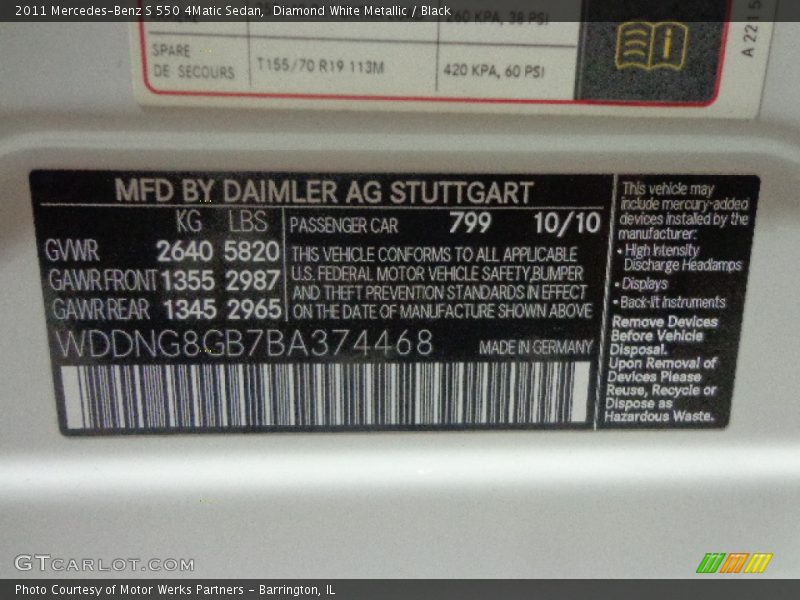 2011 Mercedes-Benz S 550 4Matic Sedan, Diamond White Metallic / Black
260 KPA, 38 PSI
A 2215
SPARE
DE SECOURS T155/70 R19 113M 420 KPA, 60 PSI
MFD BY DAIMLER AG STUTTGART
KG LBS PASSENGER CAR 799 10/10
GVWR 2640 5820
GAWR FRONT 1355 2987
GAWR REAR 1345 2965
THIS VEHICLE CONFORMS TO ALL APPLICABLE
U.S. FEDERAL MOTOR VEHICLE SAFETY, BUMPER
AND THEFT PREVENTION STANDARDS IN EFFECT
ON THE DATE OF MANUFACTURE SHOWN ABOVE
WDDNG8GB7BA374468 MADE IN GERMANY
This vehicle may
include mercury-added
devices installed by the
manufacturer:
• High Intensity
Discharge Headlamps
• Displays
• Back-lit Instruments
Remove Devices
Before Vehicle
Disposal.
Upon Removal of
Devices Please
Reuse, Recycle or
Dispose as
Hazardous Waste.
GTCARLOT.COM
Photo Courtesy of Motor Werks Partners - Barrington, IL